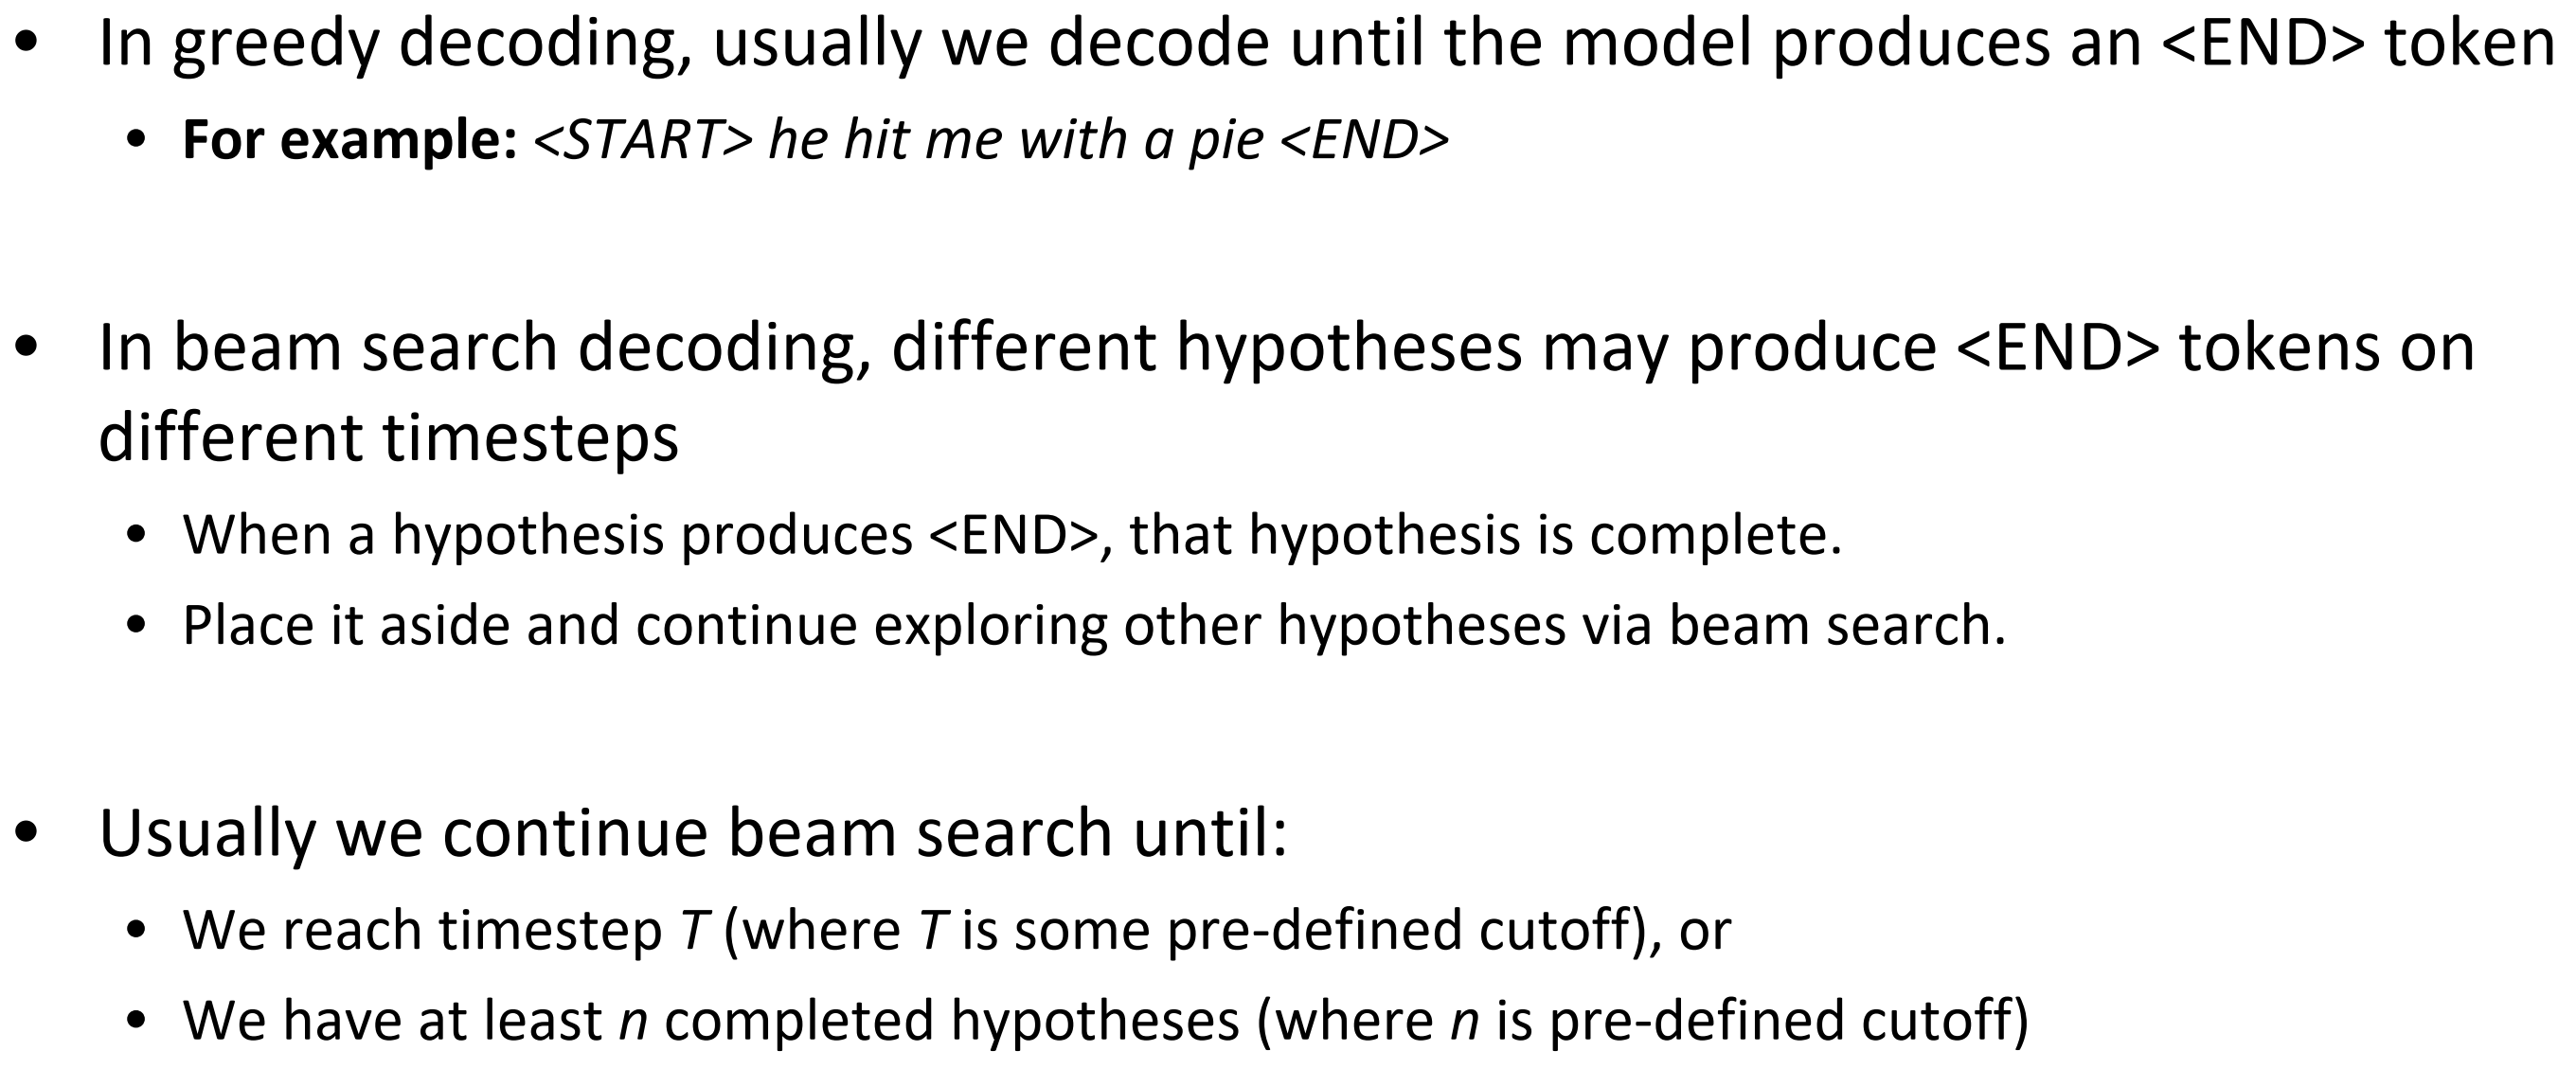 • In greedy decoding, usually we decode until the model produces an <END> token
• For example: <START> he hit me with a pie <END>
• In beam search decoding, different hypotheses may produce <END> tokens on
different timesteps
• When a hypothesis produces <END>, that hypothesis is complete.
• Place it aside and continue exploring other hypotheses via beam search.
• Usually we continue beam search until:
• We reach timestep T (where T is some pre-defined cutoff), or
• We have at least n completed hypotheses (where n is pre-defined cutoff)